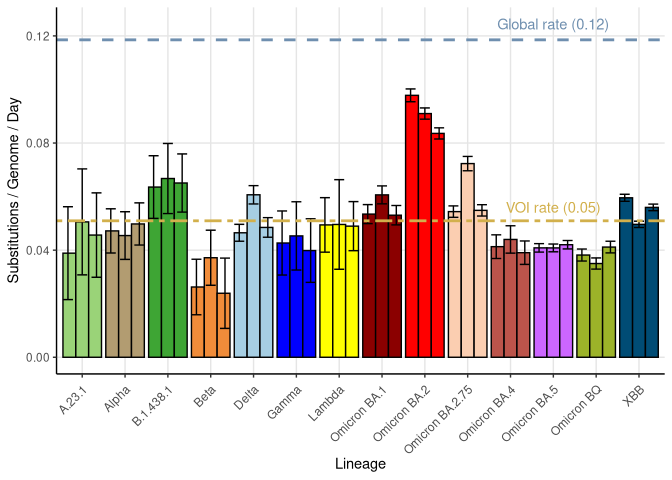 Global rate (0.12)
0.12
0.08
VOI rate (0.05)
0.04
0.00
Substitutions / Genome / Day
A.23.1
Alpha
B.1.438.1
Beta
Delta
Gamma
Lambda
Omicron BA.1
Omicron BA.2
Omicron BA.2.75
Omicron BA.4
Omicron BA.5
Omicron BQ
XBB
Lineage